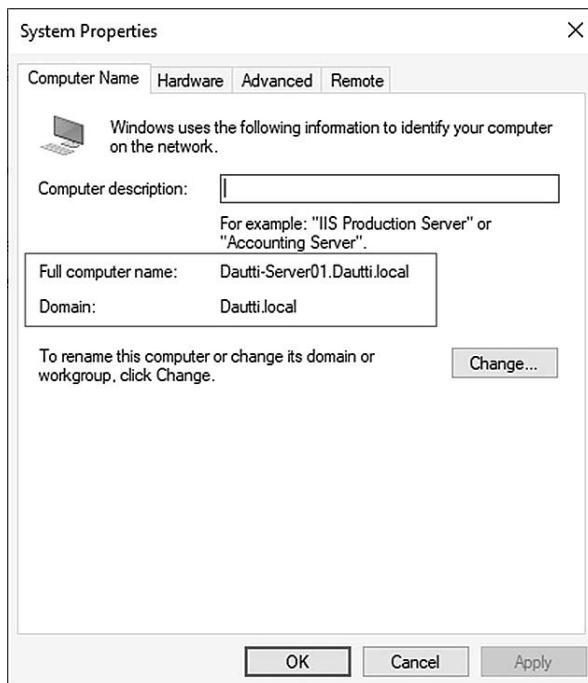 System Properties
Computer Name Hardware Advanced Remote
Windows uses the following information to identify your computer
on the network.
Computer description:
For example: "IIS Production Server" or
"Accounting Server".
Full computer name: Dautti-Server01.Dautti.local
Domain: Dautti.local
To rename this computer or change its domain or
workgroup, click Change.
Change...
OK Cancel Apply